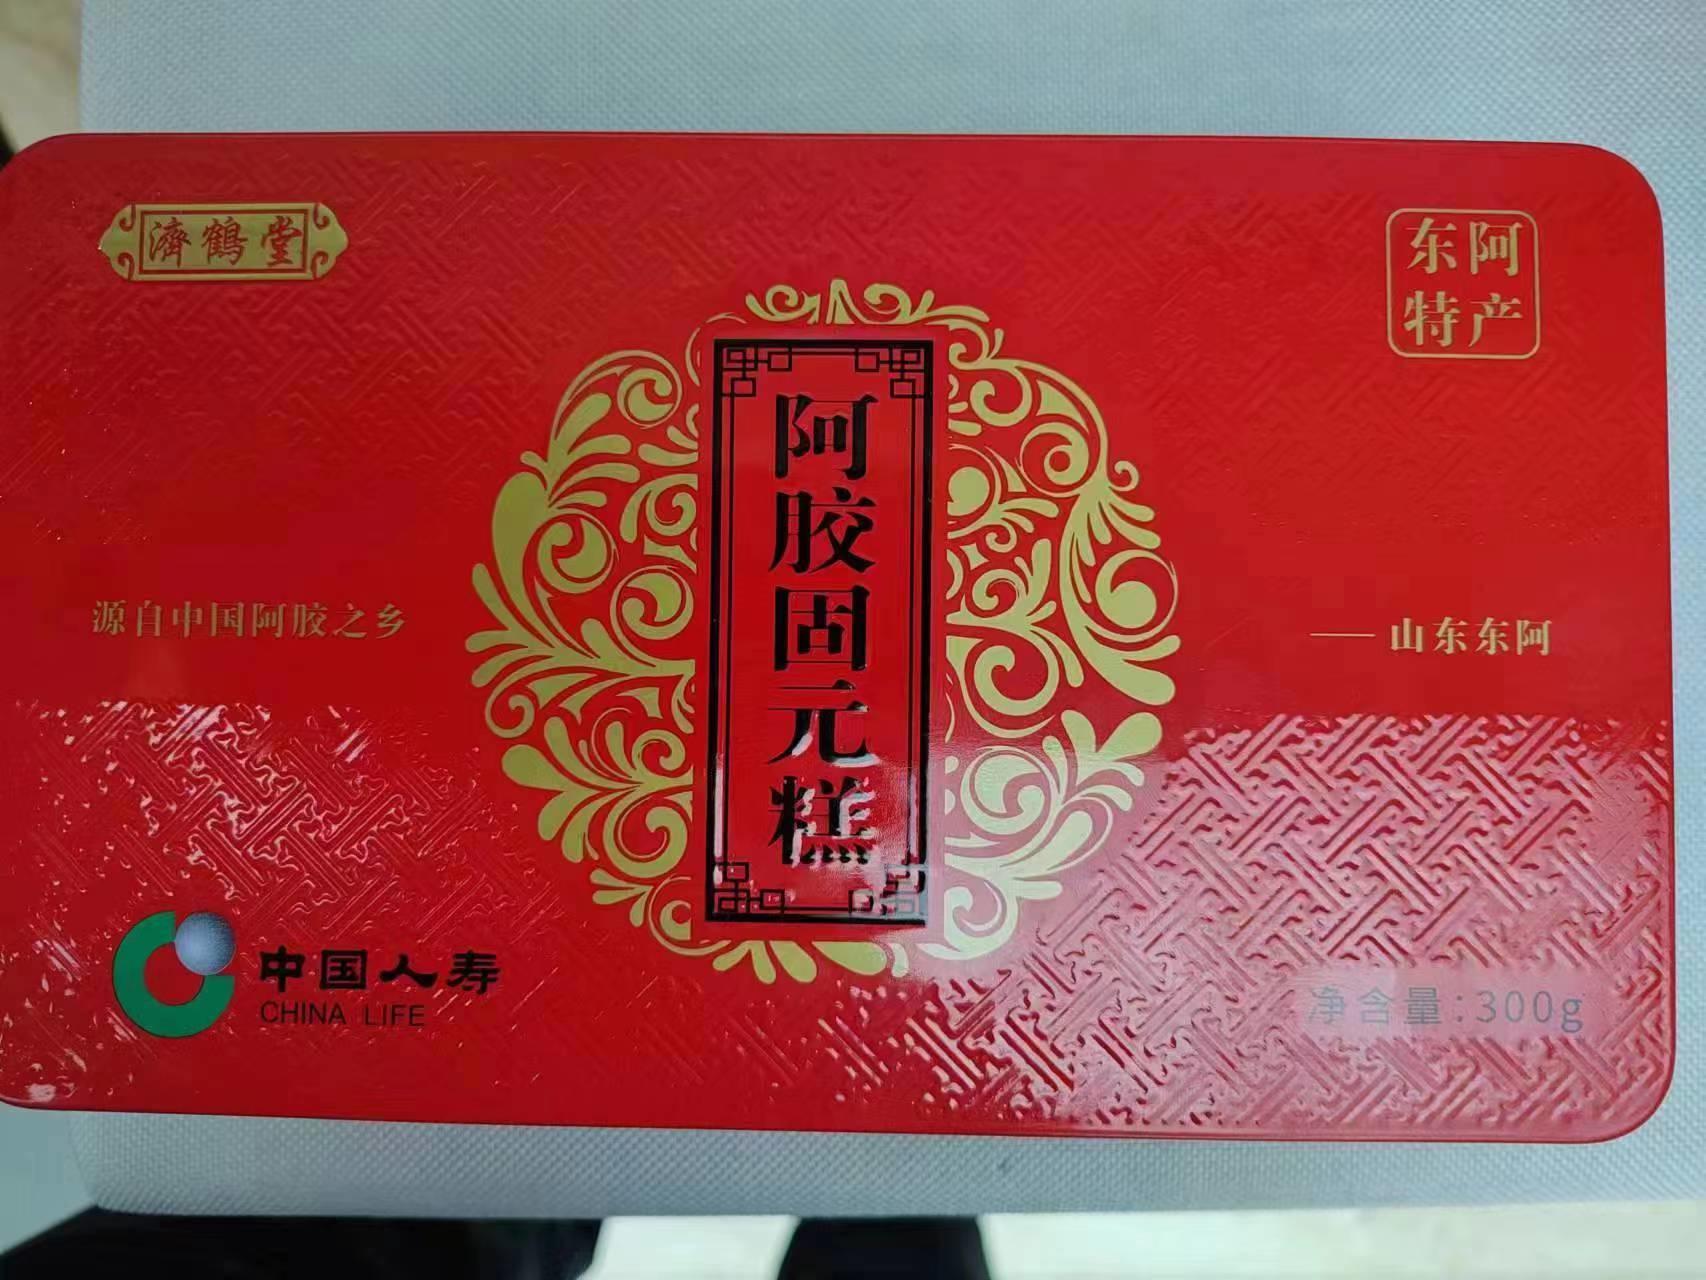 濟鶴堂
东阿
特产
阿胶固元糕
源自中国阿胶之乡
——山东东阿
中国人寿
CHINA LIFE
净含量:300g